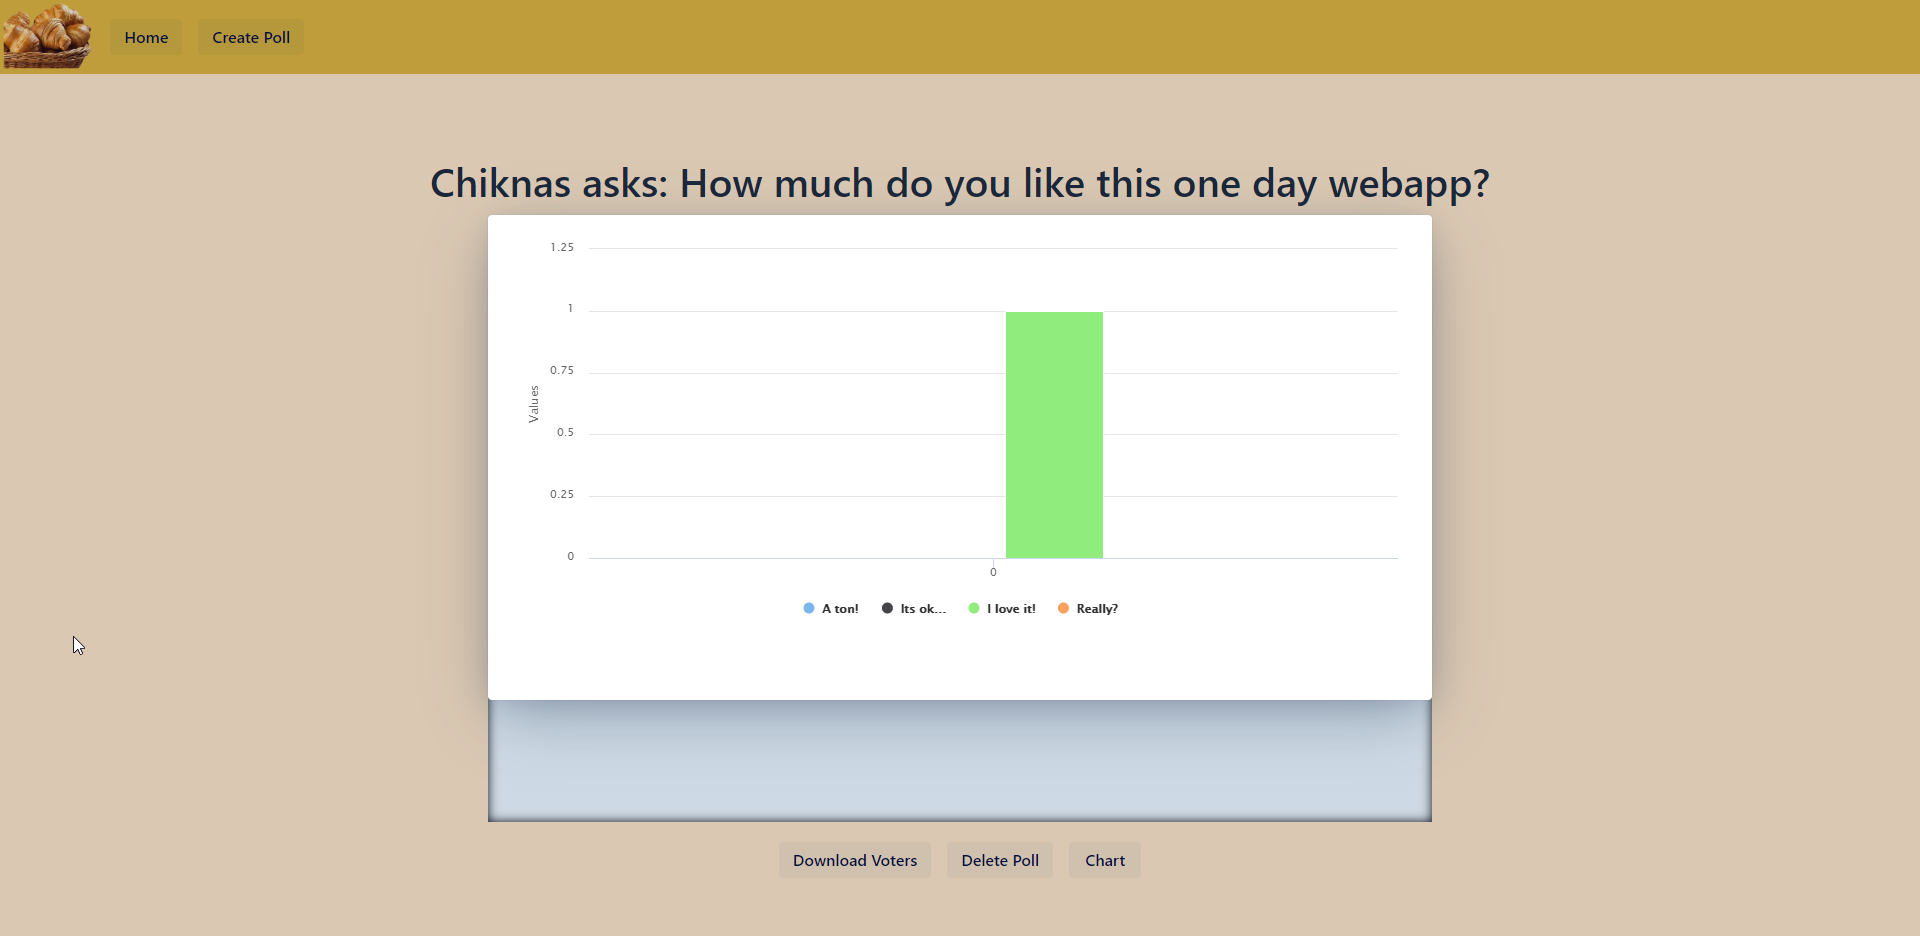 Home
Create Poll
Chiknas asks: How much do you like this one day webapp?
1.25
1
0.75
0.5
0.25
0
Values
0
A ton!
Its ok...
I love it!
Really?
Download Voters
Delete Poll
Chart